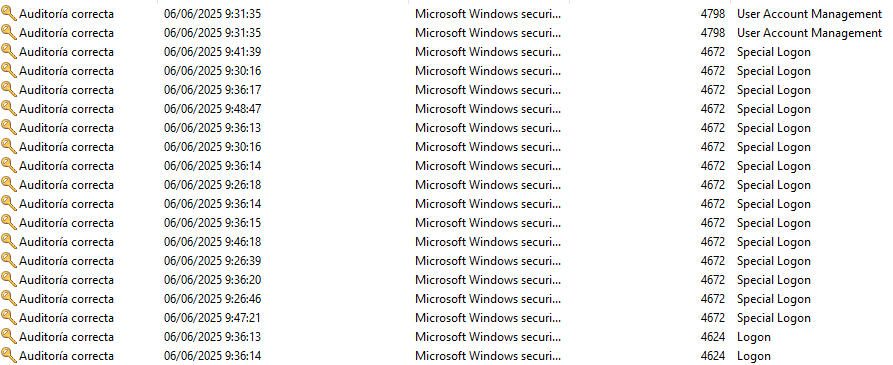 Auditoría correcta 06/06/2025 9:31:35 Microsoft Windows securi... 4798 User Account Management
Auditoría correcta 06/06/2025 9:31:35 Microsoft Windows securi... 4798 User Account Management
Auditoría correcta 06/06/2025 9:41:39 Microsoft Windows securi... 4672 Special Logon
Auditoría correcta 06/06/2025 9:30:16 Microsoft Windows securi... 4672 Special Logon
Auditoría correcta 06/06/2025 9:36:17 Microsoft Windows securi... 4672 Special Logon
Auditoría correcta 06/06/2025 9:48:47 Microsoft Windows securi... 4672 Special Logon
Auditoría correcta 06/06/2025 9:36:13 Microsoft Windows securi... 4672 Special Logon
Auditoría correcta 06/06/2025 9:30:16 Microsoft Windows securi... 4672 Special Logon
Auditoría correcta 06/06/2025 9:36:14 Microsoft Windows securi... 4672 Special Logon
Auditoría correcta 06/06/2025 9:26:18 Microsoft Windows securi... 4672 Special Logon
Auditoría correcta 06/06/2025 9:36:14 Microsoft Windows securi... 4672 Special Logon
Auditoría correcta 06/06/2025 9:36:15 Microsoft Windows securi... 4672 Special Logon
Auditoría correcta 06/06/2025 9:46:18 Microsoft Windows securi... 4672 Special Logon
Auditoría correcta 06/06/2025 9:26:39 Microsoft Windows securi... 4672 Special Logon
Auditoría correcta 06/06/2025 9:36:20 Microsoft Windows securi... 4672 Special Logon
Auditoría correcta 06/06/2025 9:26:46 Microsoft Windows securi... 4672 Special Logon
Auditoría correcta 06/06/2025 9:47:21 Microsoft Windows securi... 4672 Special Logon
Auditoría correcta 06/06/2025 9:36:13 Microsoft Windows securi... 4624 Logon
Auditoría correcta 06/06/2025 9:36:14 Microsoft Windows securi... 4624 Logon